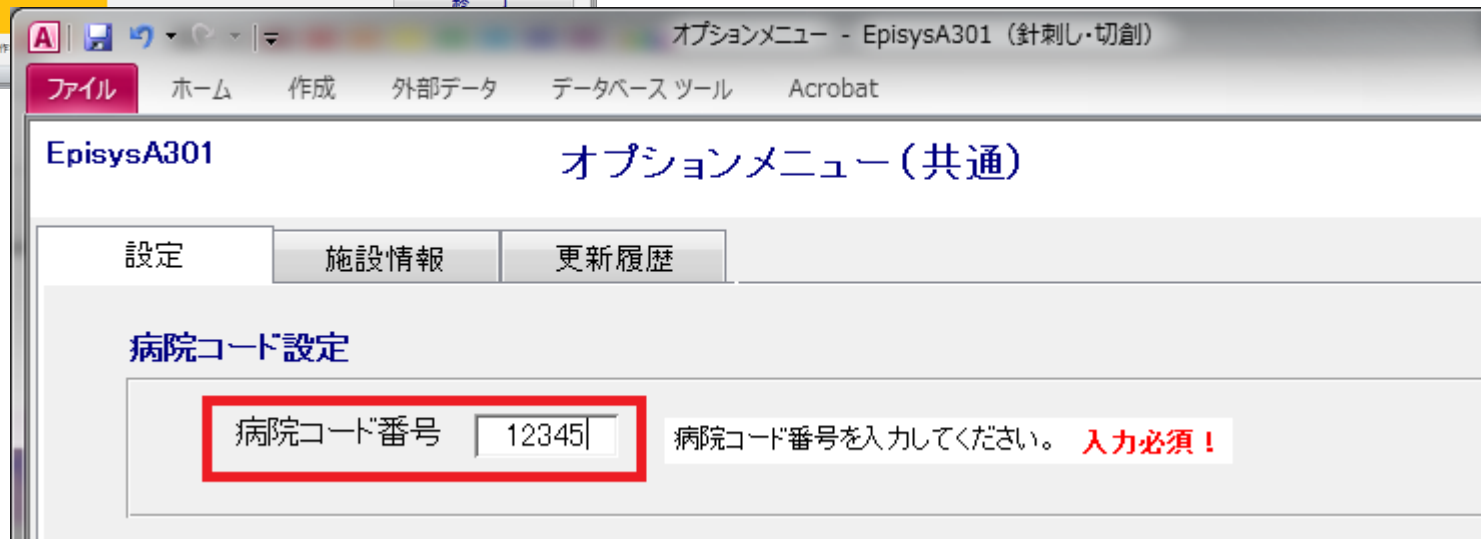 オプションメニュー - EpisysA301（針刺し・切創）
ファイル ホーム 作成 外部データ データベース ツール Acrobat
EpisysA301 オプションメニュー（共通）
設定 施設情報 更新履歴
病院コード設定
病院コード番号 12345 病院コード番号を入力してください。 入力必須！